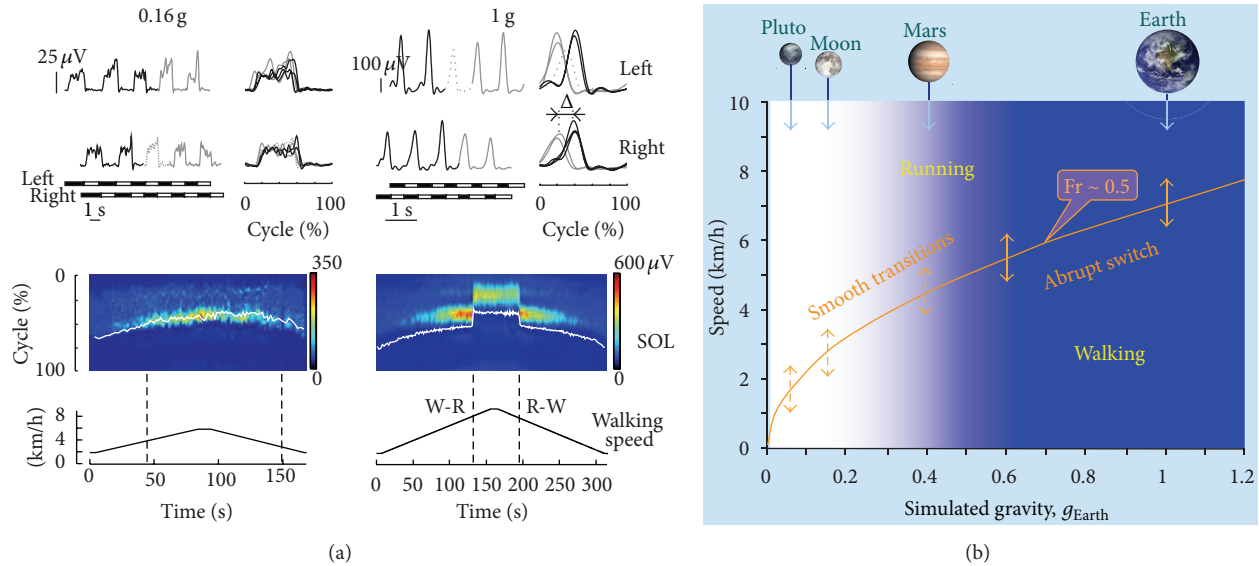 0.16 g
25 μV
Left
Right
1 s
0 100
Cycle (%)
1 g
100 μV
Left
Δ
Right
1 s
0 100
Cycle (%)
0
Cycle (%)
100
350
0
600 μV
SOL
0
8
4
2
0
(km/h)
W-R
R-W
Walking
speed
0 50 100 150
Time (s)
0 50 100 150 200 250 300
Time (s)
(a)
Pluto
Moon
Mars
Earth
10
8
6
4
2
0
Speed (km/h)
Running
Fr ~ 0.5
Smooth transitions
Abrupt switch
Walking
0 0.2 0.4 0.6 0.8 1 1.2
Simulated gravity, gEarth
(b)